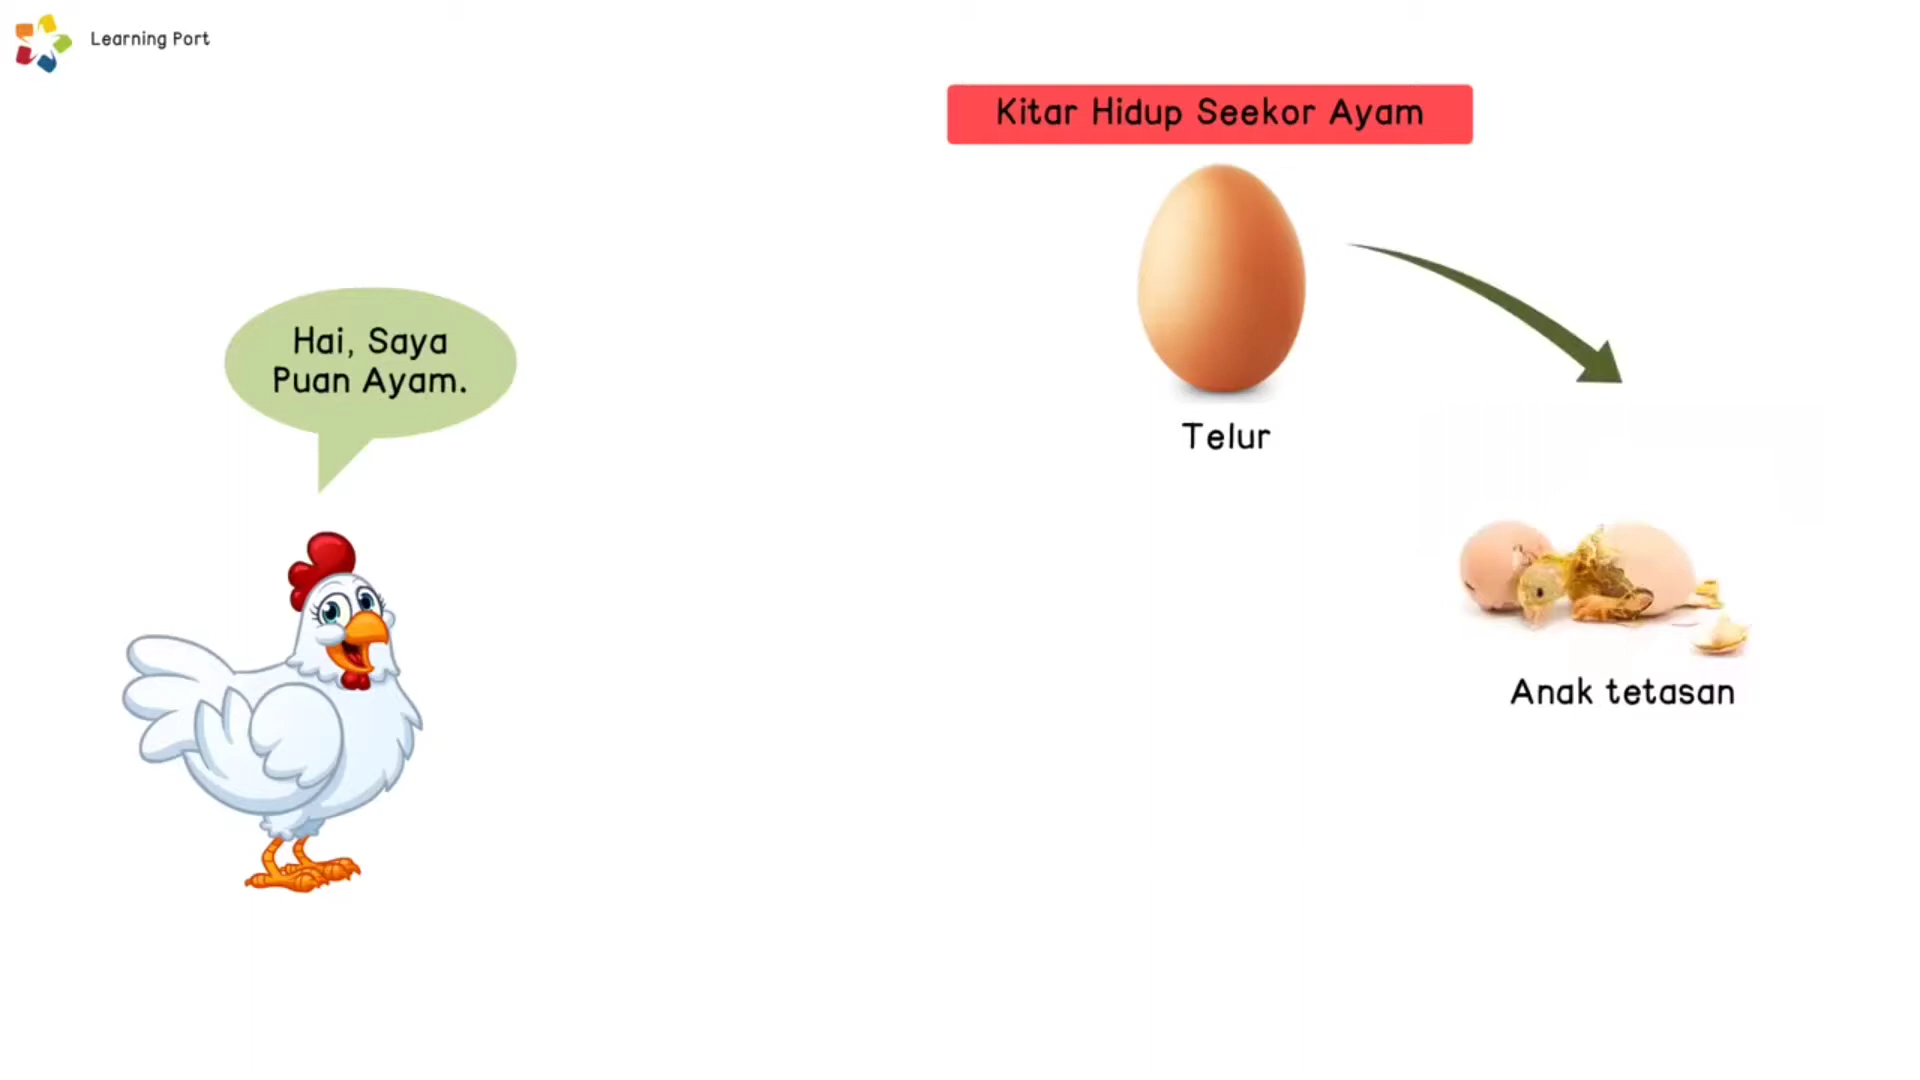 Learning Port
Kitar Hidup Seekor Ayam
Hai, Saya
Puan Ayam.
Telur
Anak tetasan